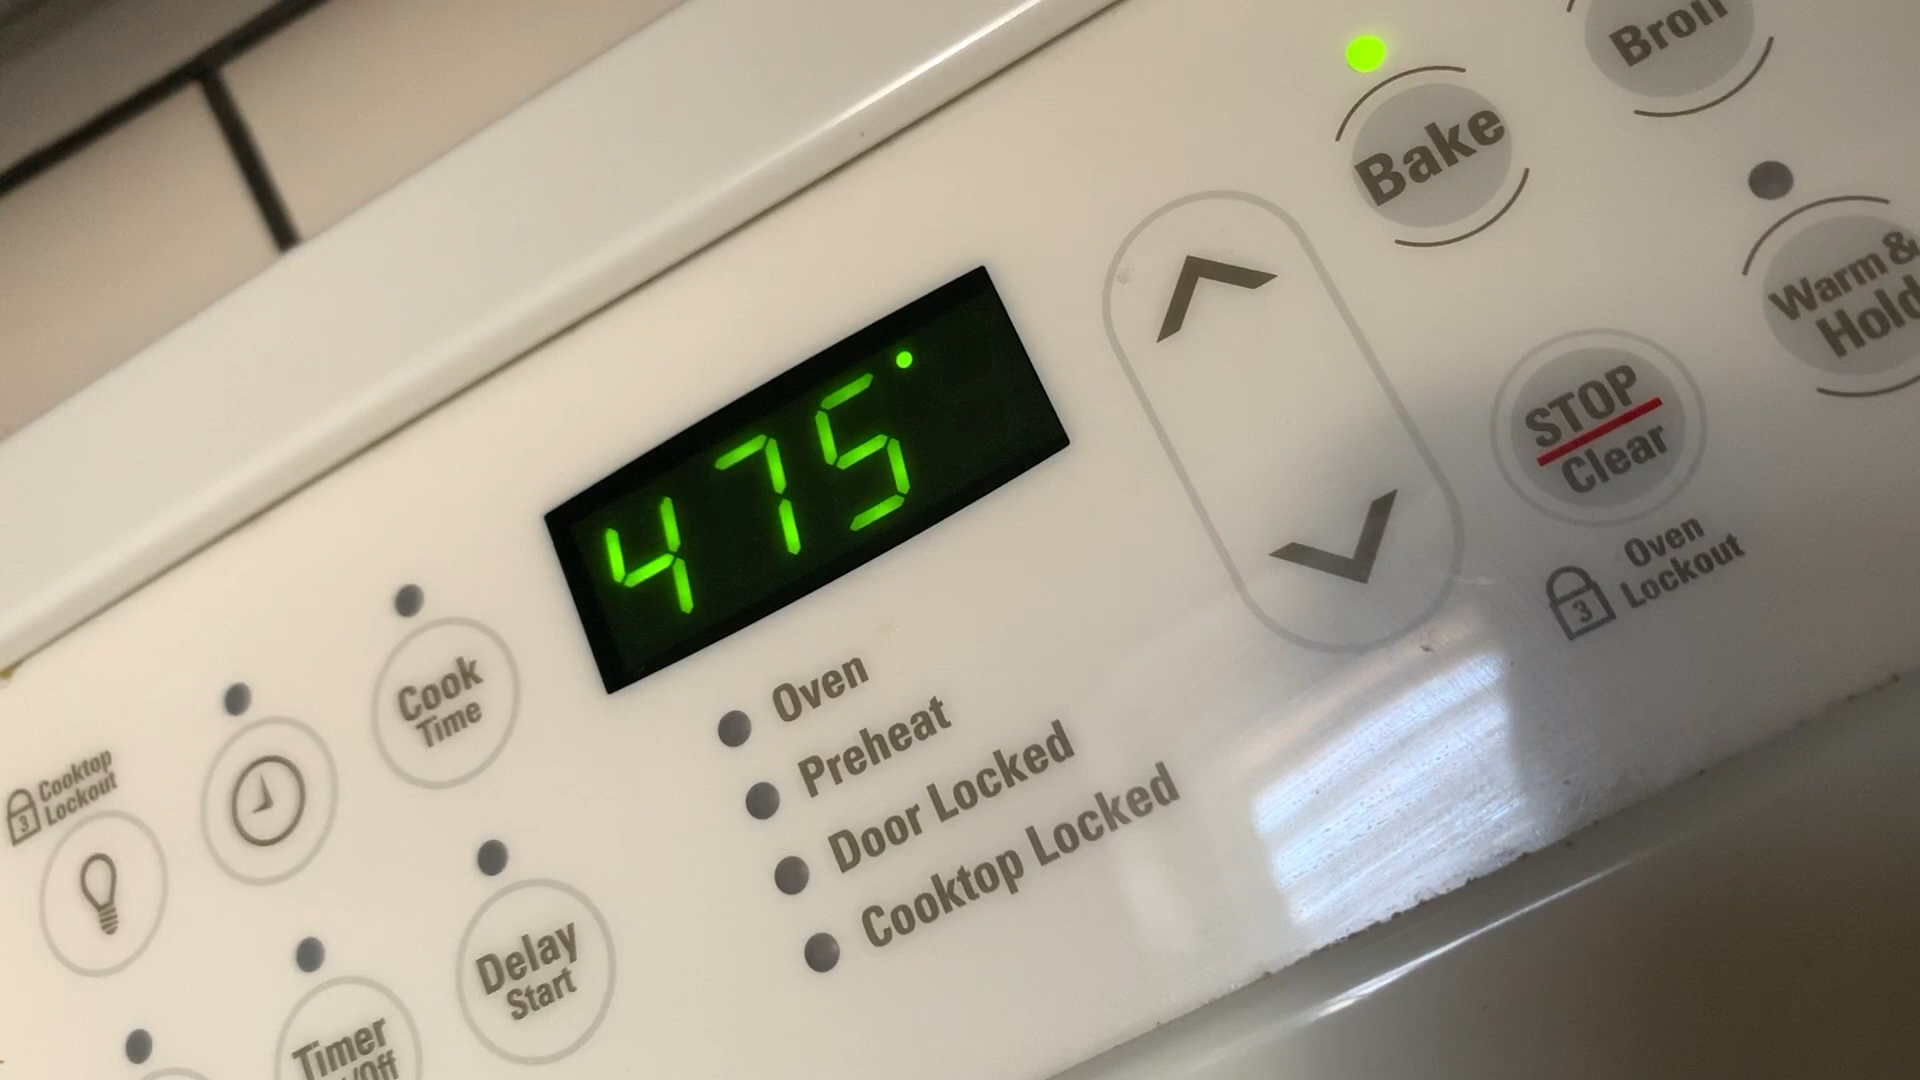 475°
Bake
Broil
Warm &
Hold
STOP
Clear
3
Oven
Lockout
Cook
Time
Oven
Preheat
Door Locked
Cooktop Locked
3
Cooktop
Lockout
Delay
Start
Timer
/Off